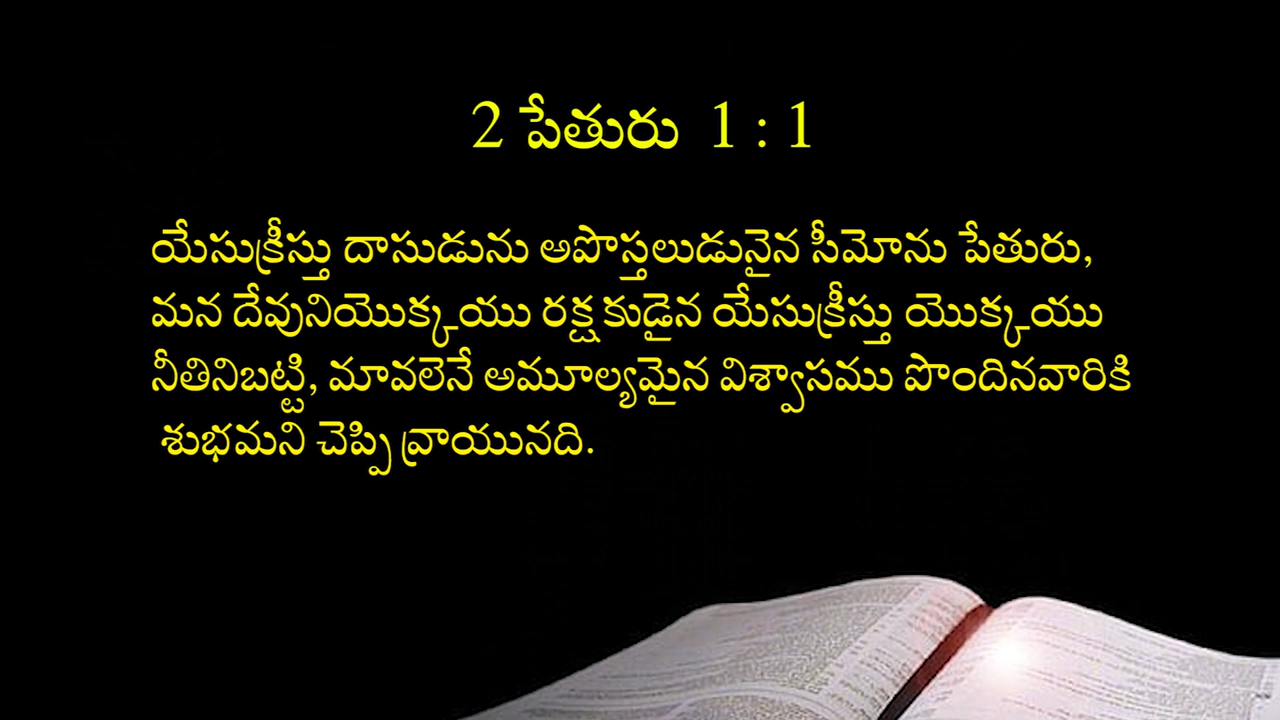 2 పేతురు 1 : 1
యేసుక్రీస్తు దాసుడును అపొస్తలుడునైన సీమోను పేతురు,
మన దేవునియొక్కయు రక్షకుడైన యేసుక్రీస్తు యొక్కయు
నీతినిబట్టి, మావలెనే అమూల్యమైన విశ్వాసము పొందినవారికి
శుభమని చెప్పి వ్రాయునది.